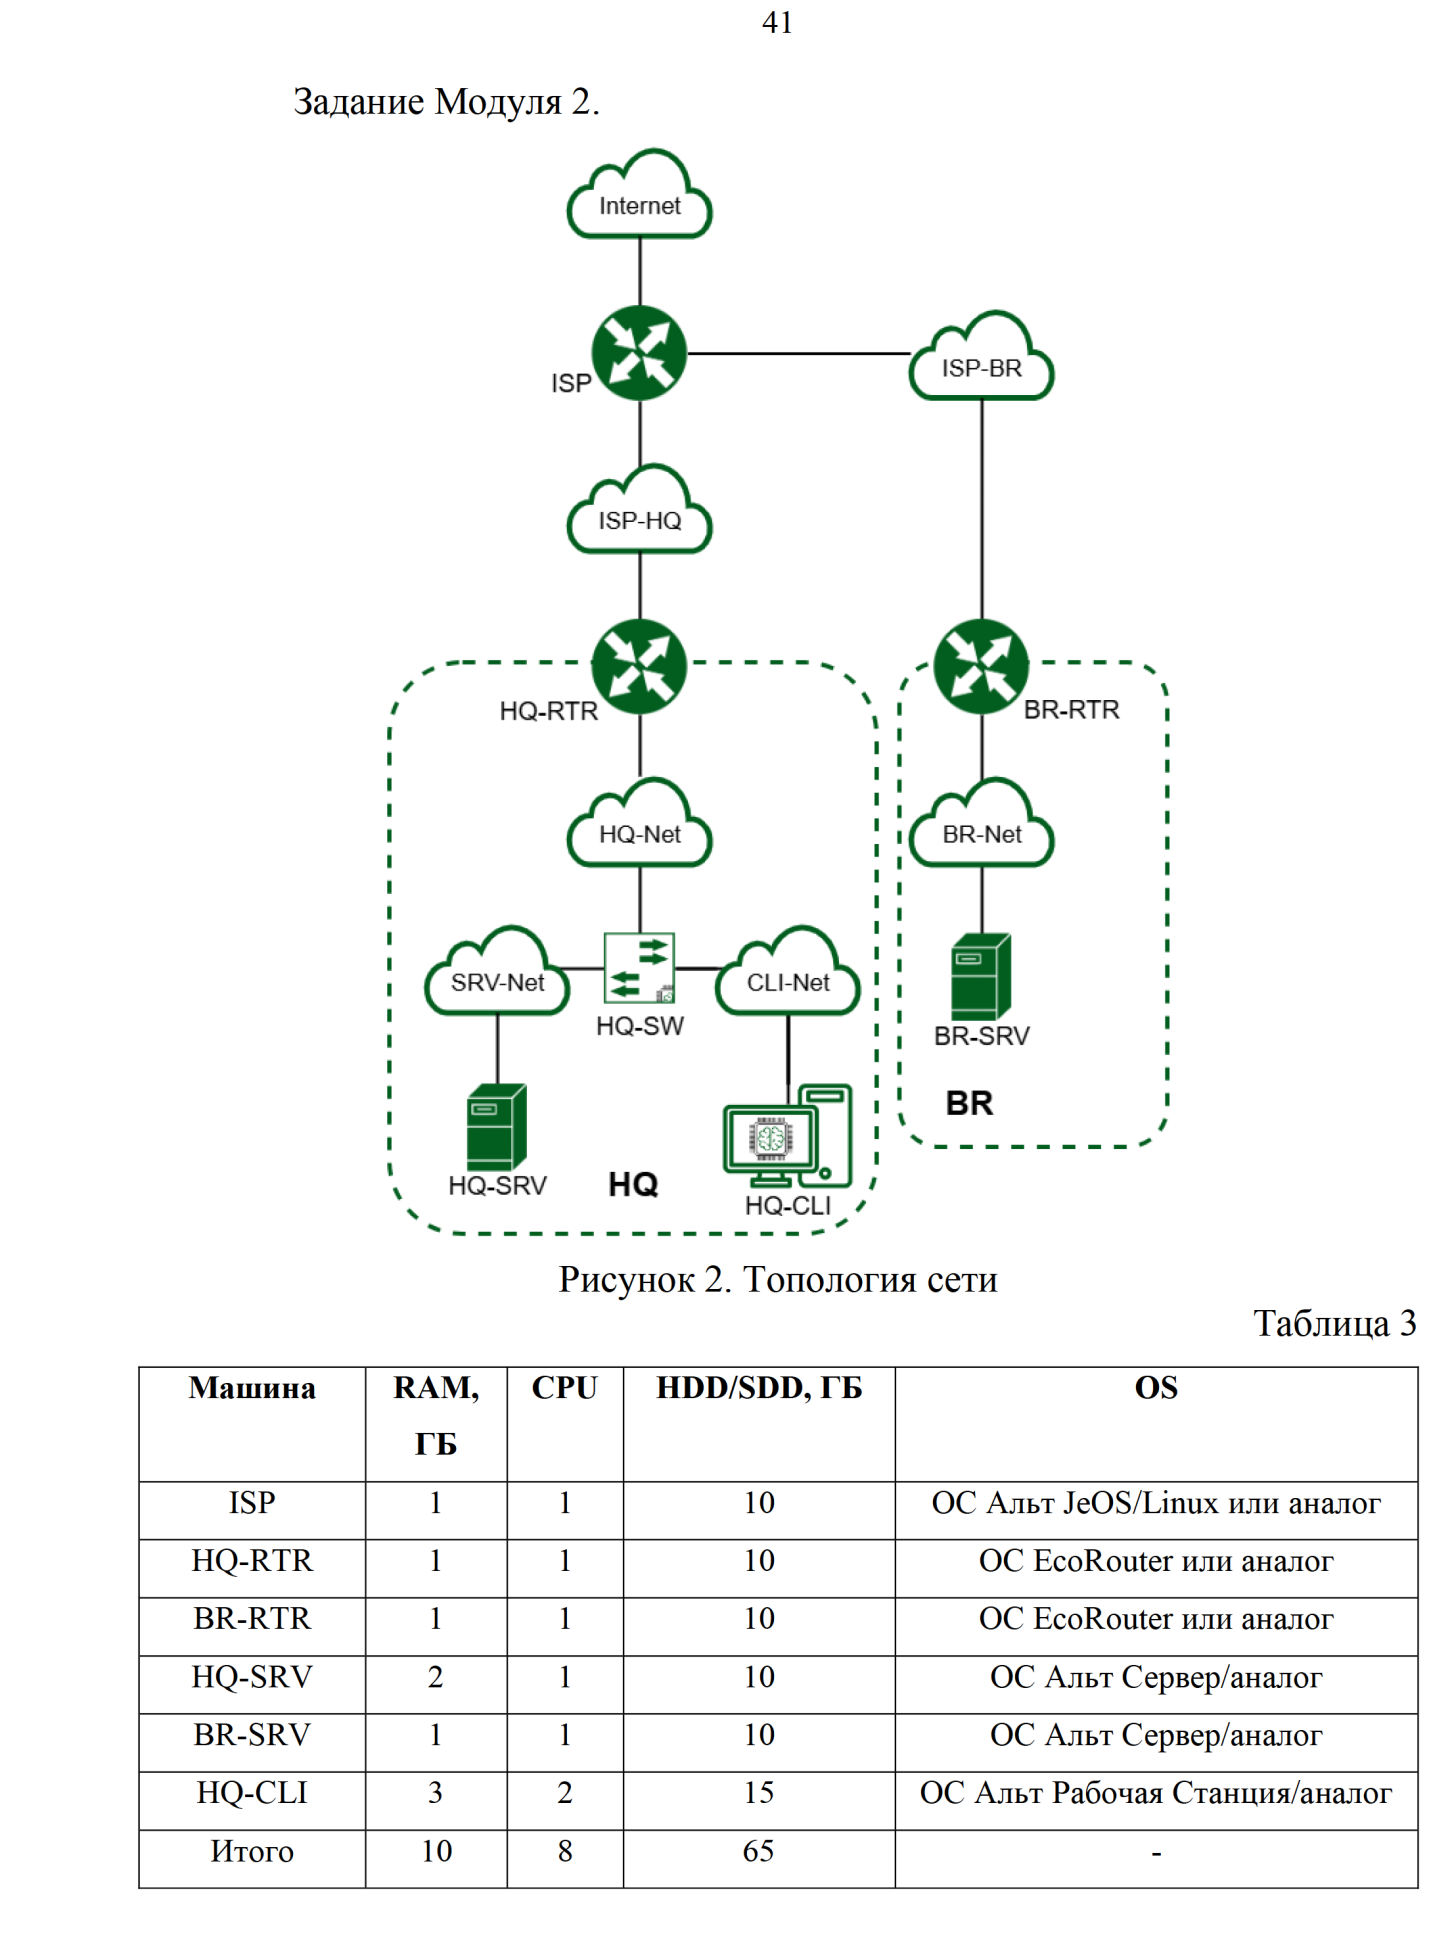 41
Задание Модуля 2.
Internet
ISP
ISP-BR
ISP-HQ
HQ-RTR
BR-RTR
HQ-Net
BR-Net
SRV-Net
CLI-Net
HQ-SW
BR-SRV
BR
HQ-SRV
HQ
HQ-CLI
Рисунок 2. Топология сети
Таблица 3
Машина RAM, ГБ CPU HDD/SDD, ГБ OS
ISP 1 1 10 ОС Альт JeOS/Linux или аналог
HQ-RTR 1 1 10 ОС EcoRouter или аналог
BR-RTR 1 1 10 ОС EcoRouter или аналог
HQ-SRV 2 1 10 ОС Альт Сервер/аналог
BR-SRV 1 1 10 ОС Альт Сервер/аналог
HQ-CLI 3 2 15 ОС Альт Рабочая Станция/аналог
Итого 10 8 65 -